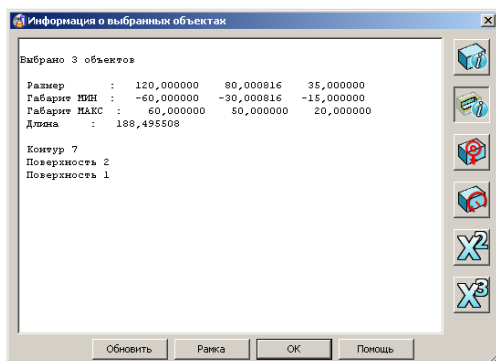 Информация о выбранных объектах
Выбрано 3 объектов
Размер : 120,000000 80,000816 35,000000
Габарит МИН : -60,000000 -30,000816 -15,000000
Габарит МАКС : 60,000000 50,000000 20,000000
Длина : 188,495508
Контур 7
Поверхность 2
Поверхность 1
X2
X3
Обновить Рамка OK Помощь